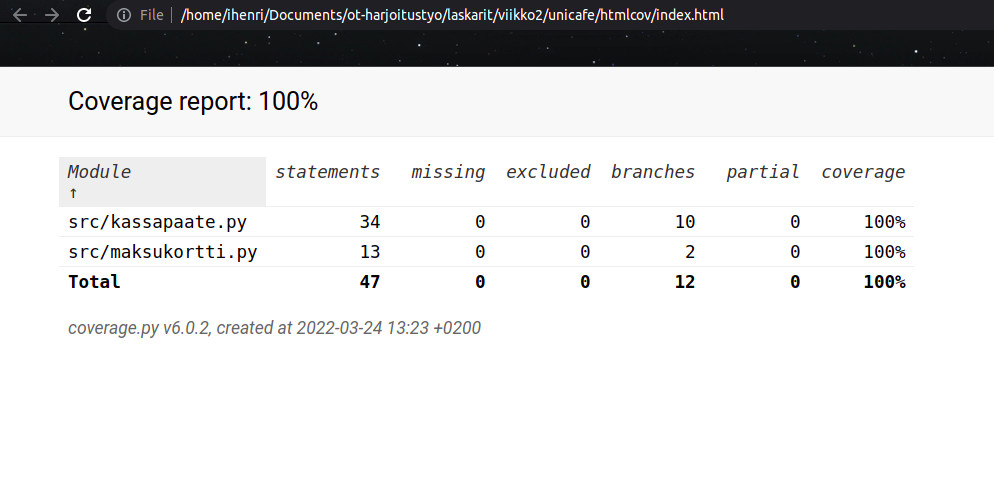 File /home/ihenri/Documents/ot-harjoitustyo/laskarit/viikko2/unicafe/htmlcov/index.html
Coverage report: 100%
Module ↑ statements missing excluded branches partial coverage
src/kassapaate.py 34 0 0 10 0 100%
src/maksukortti.py 13 0 0 2 0 100%
Total 47 0 0 12 0 100%
coverage.py v6.0.2, created at 2022-03-24 13:23 +0200